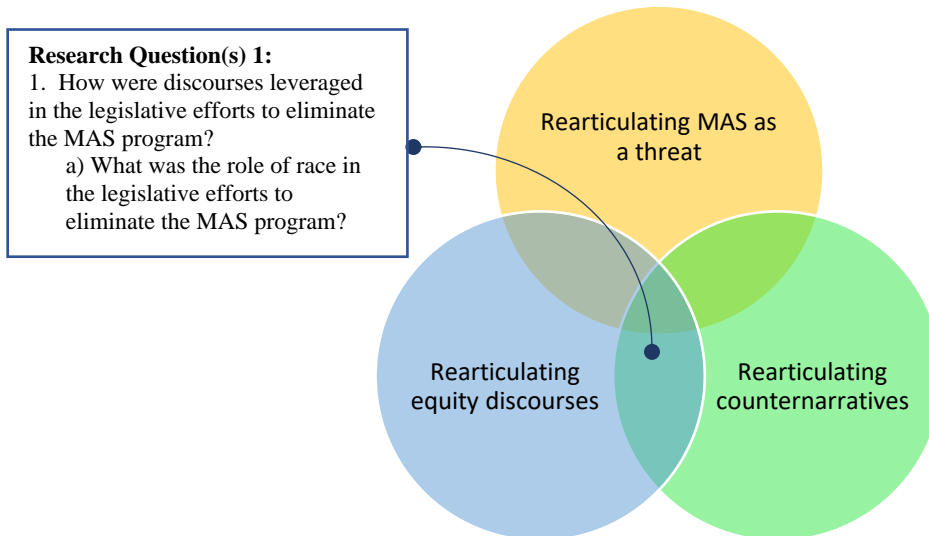 Research Question(s) 1:
1. How were discourses leveraged
in the legislative efforts to eliminate
the MAS program?
a) What was the role of race in
the legislative efforts to
eliminate the MAS program?
Rearticulating MAS as
a threat
Rearticulating
equity discourses
Rearticulating
counternarratives